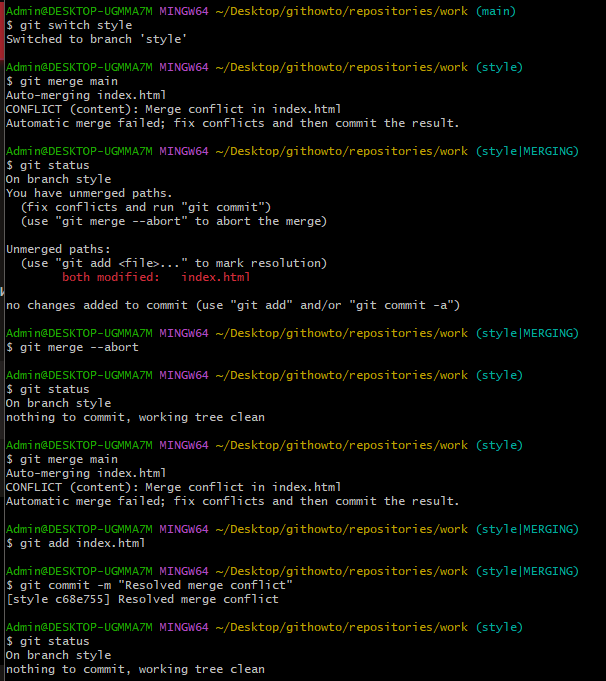 Admin@DESKTOP-UGMMA7M MINGW64 ~/Desktop/githowto/repositories/work (main)
$ git switch style
Switched to branch 'style'

Admin@DESKTOP-UGMMA7M MINGW64 ~/Desktop/githowto/repositories/work (style)
$ git merge main
Auto-merging index.html
CONFLICT (content): Merge conflict in index.html
Automatic merge failed; fix conflicts and then commit the result.

Admin@DESKTOP-UGMMA7M MINGW64 ~/Desktop/githowto/repositories/work (style|MERGING)
$ git status
On branch style
You have unmerged paths.
  (fix conflicts and run "git commit")
  (use "git merge --abort" to abort the merge)

Unmerged paths:
  (use "git add <file>..." to mark resolution)
        both modified:   index.html

no changes added to commit (use "git add" and/or "git commit -a")

Admin@DESKTOP-UGMMA7M MINGW64 ~/Desktop/githowto/repositories/work (style|MERGING)
$ git merge --abort

Admin@DESKTOP-UGMMA7M MINGW64 ~/Desktop/githowto/repositories/work (style)
$ git status
On branch style
nothing to commit, working tree clean

Admin@DESKTOP-UGMMA7M MINGW64 ~/Desktop/githowto/repositories/work (style)
$ git merge main
Auto-merging index.html
CONFLICT (content): Merge conflict in index.html
Automatic merge failed; fix conflicts and then commit the result.

Admin@DESKTOP-UGMMA7M MINGW64 ~/Desktop/githowto/repositories/work (style|MERGING)
$ git add index.html

Admin@DESKTOP-UGMMA7M MINGW64 ~/Desktop/githowto/repositories/work (style|MERGING)
$ git commit -m "Resolved merge conflict"
[style c68e755] Resolved merge conflict

Admin@DESKTOP-UGMMA7M MINGW64 ~/Desktop/githowto/repositories/work (style)
$ git status
On branch style
nothing to commit, working tree clean